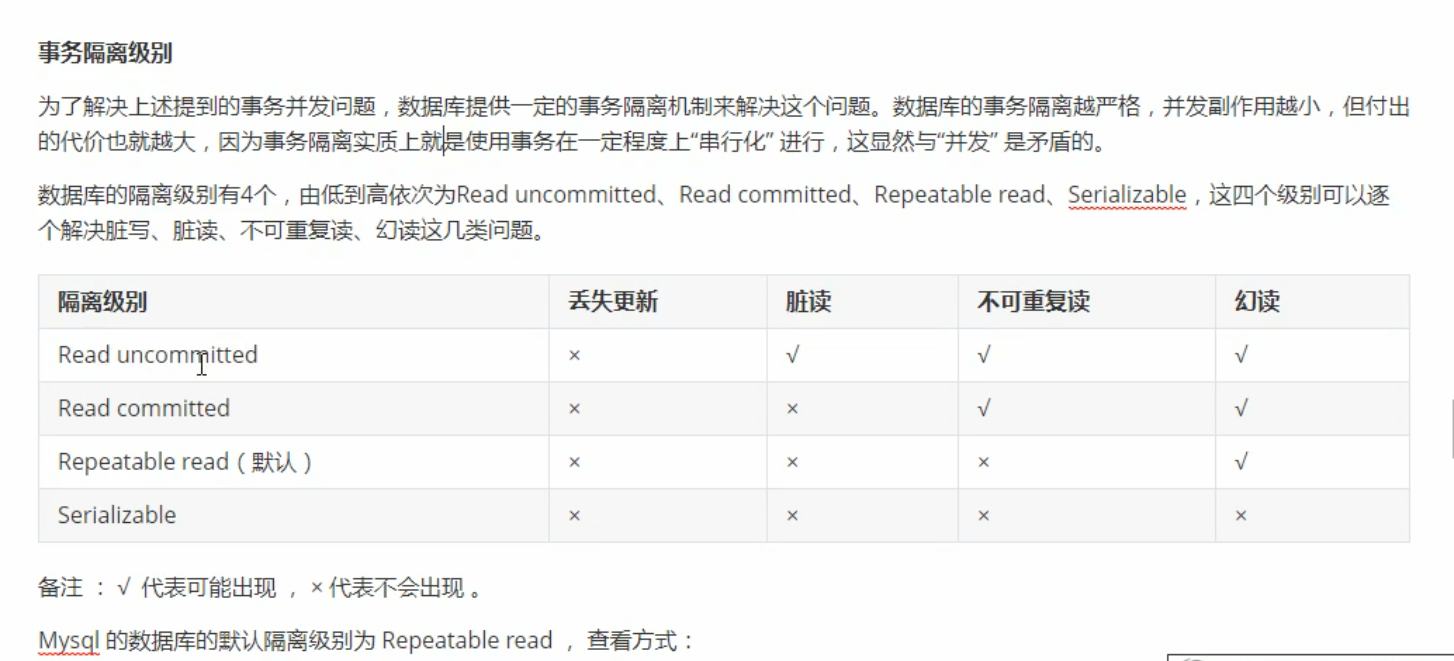 事务隔离级别
为了解决上述提到的事务并发问题，数据库提供一定的事务隔离机制来解决这个问题。数据库的事务隔离越严格，并发副作用越小，但付出
的代价也就越大，因为事务隔离实质上就是使用事务在一定程度上“串行化” 进行，这显然与“并发” 是矛盾的。
数据库的隔离级别有4个，由低到高依次为Read uncommitted、Read committed、Repeatable read、Serializable，这四个级别可以逐
个解决脏写、脏读、不可重复读、幻读这几类问题。
隔离级别 丢失更新 脏读 不可重复读 幻读
Read uncommitted × √ √ √
Read committed × × √ √
Repeatable read（默认） × × × √
Serializable × × × ×
备注 ： √ 代表可能出现 ， × 代表不会出现 。
Mysql 的数据库的默认隔离级别为 Repeatable read ， 查看方式：